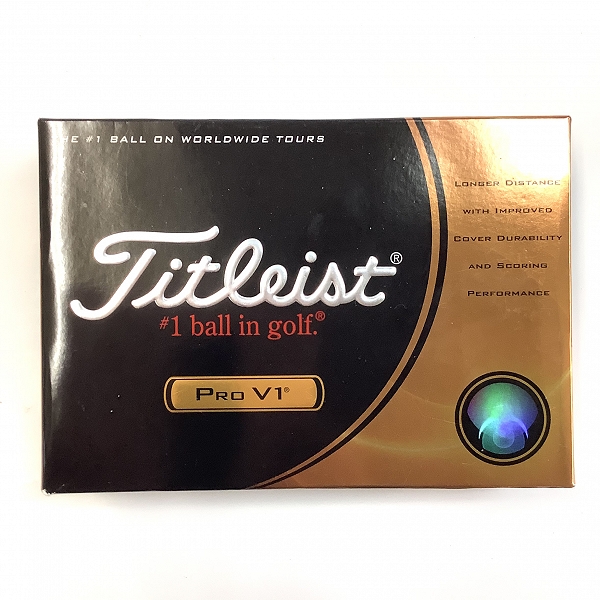 HE #1 BALL ON WORLDWIDE TOURS
Titleist®
#1 ball in golf.®
PRO V1®
LONGER DISTANCE
WITH IMPROVED
COVER DURABILITY
AND SCORING
PERFORMANCE